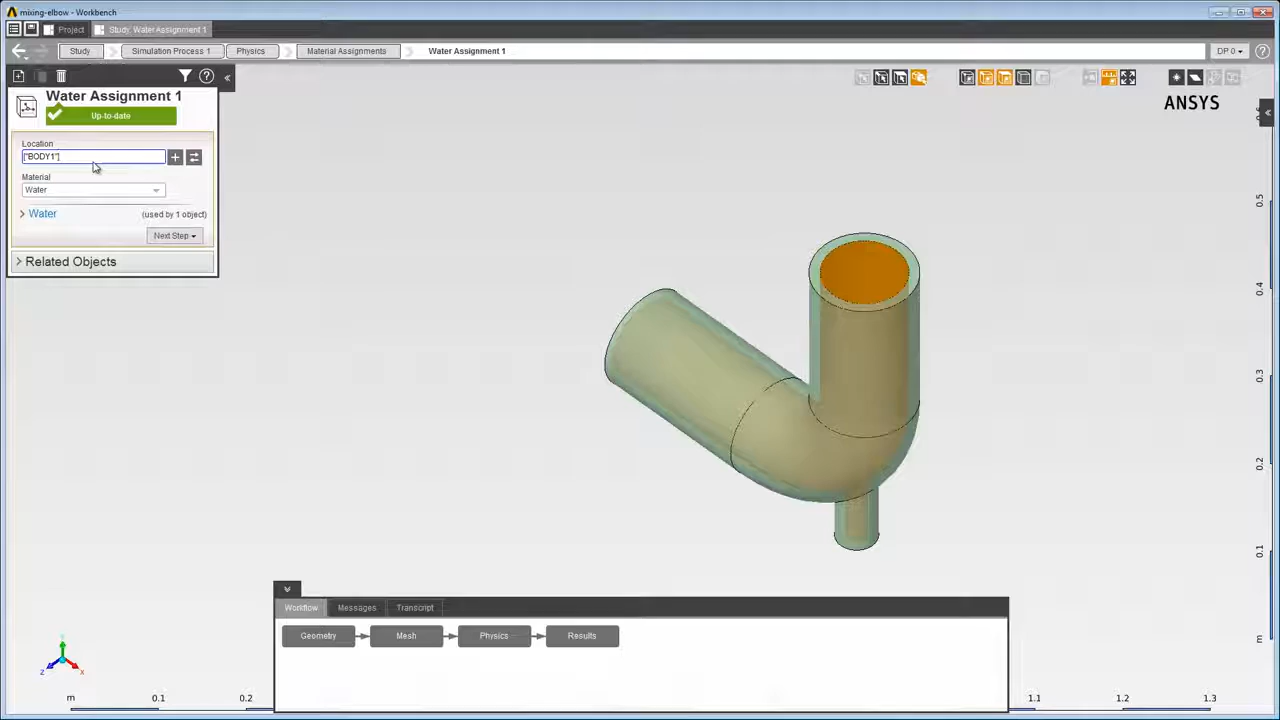 mixing-elbow - Workbench
Project
Study: Water Assignment 1
Study
Simulation Process 1
Physics
Material Assignments
Water Assignment 1
DP 0
Water Assignment 1
Up-to-date
Location
["BODY1"]
Material
Water
Water
(used by 1 object)
Next Step
Related Objects
ANSYS
0.5
0.4
0.3
0.2
0.1
m
Workflow
Messages
Transcript
Geometry
Mesh
Physics
Results
Y
Z
X
m
0.1
0.2
1.1
1.2
1.3